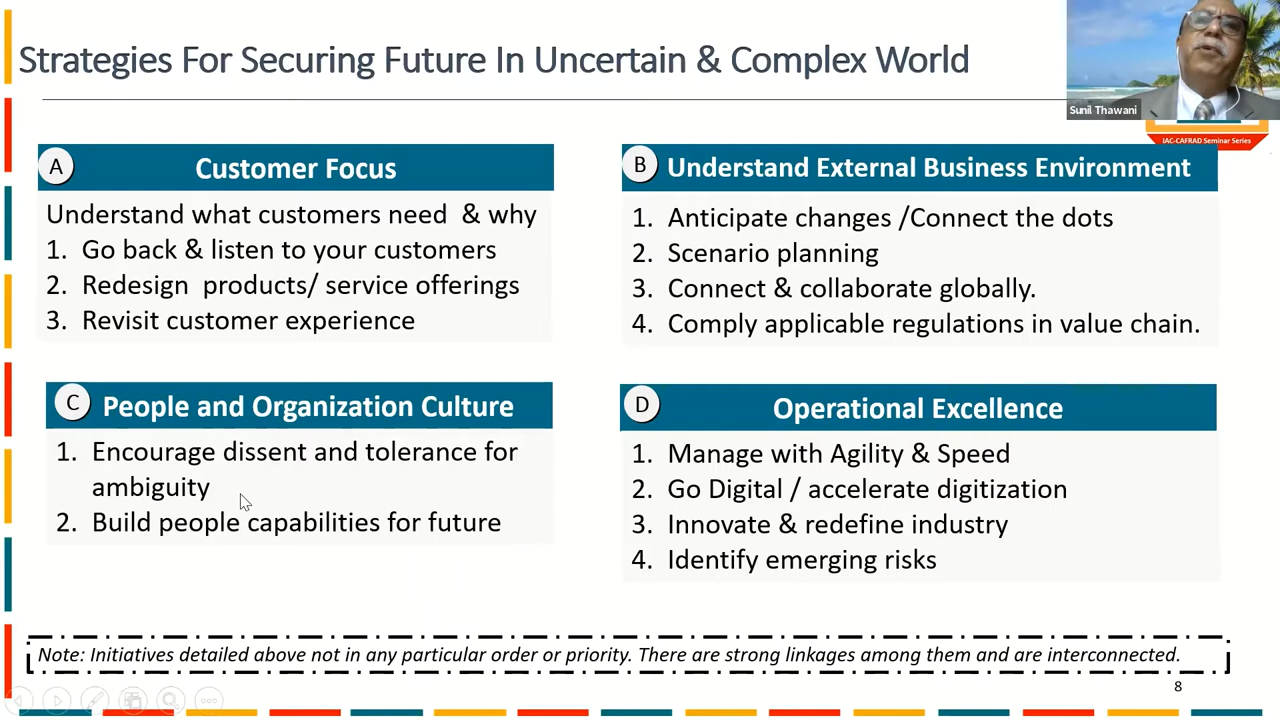 Strategies For Securing Future In Uncertain & Complex World
Sunil Thawani
IAC-CAFRAD Seminar Series
A
Customer Focus
Understand what customers need & why
1. Go back & listen to your customers
2. Redesign products/ service offerings
3. Revisit customer experience
B
Understand External Business Environment
1. Anticipate changes /Connect the dots
2. Scenario planning
3. Connect & collaborate globally.
4. Comply applicable regulations in value chain.
C
People and Organization Culture
1. Encourage dissent and tolerance for
ambiguity
2. Build people capabilities for future
D
Operational Excellence
1. Manage with Agility & Speed
2. Go Digital / accelerate digitization
3. Innovate & redefine industry
4. Identify emerging risks
Note: Initiatives detailed above not in any particular order or priority. There are strong linkages among them and are interconnected.
8